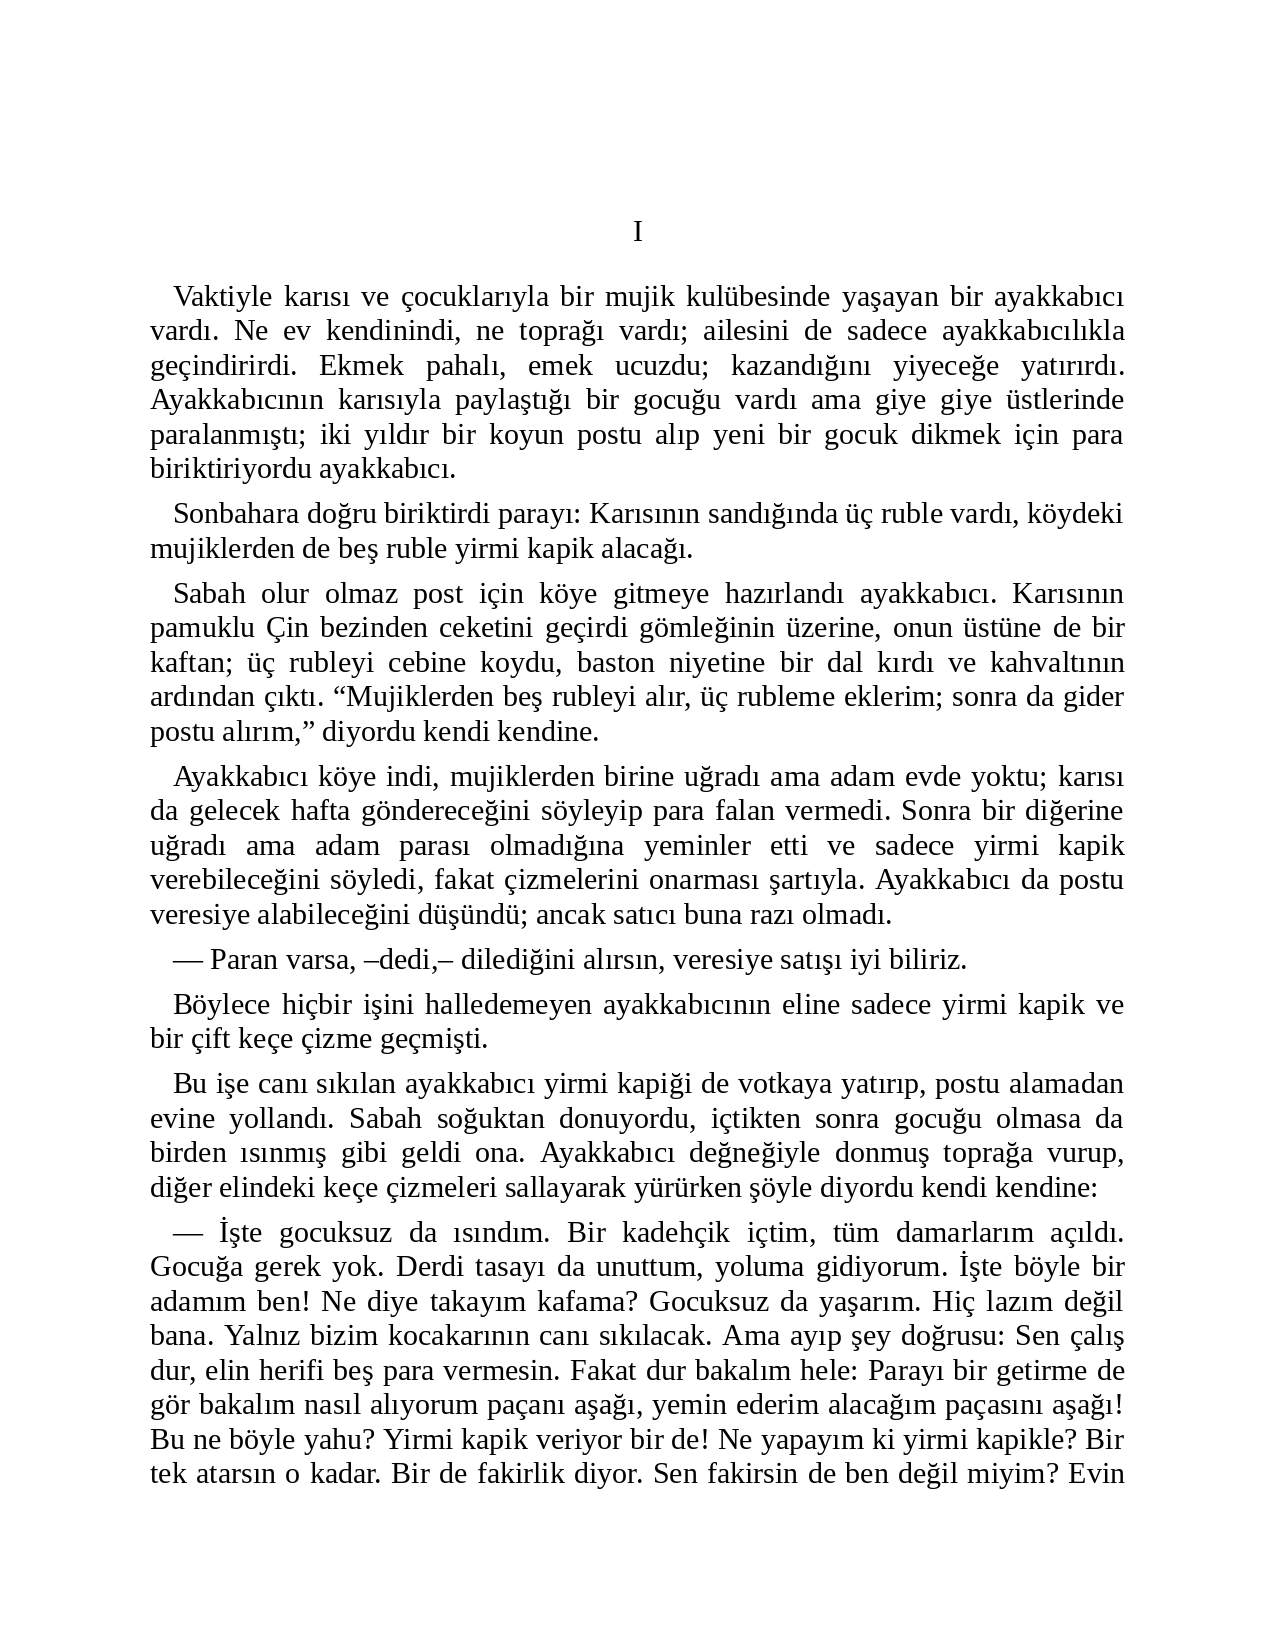 I
Vaktiyle karısı ve çocuklarıyla bir mujik kulübesinde yaşayan bir ayakkabıcı
vardı. Ne ev kendinindi, ne toprağı vardı; ailesini de sadece ayakkabıcılıkla
geçindirirdi. Ekmek pahalı, emek ucuzdu; kazandığını yiyeceğe yatırırdı.
Ayakkabıcının karısıyla paylaştığı bir gocuğu vardı ama giye giye üstlerinde
paralanmıştı; iki yıldır bir koyun postu alıp yeni bir gocuk dikmek için para
biriktiriyordu ayakkabıcı.
Sonbahara doğru biriktirdi parayı: Karısının sandığında üç ruble vardı, köydeki
mujiklerden de beş ruble yirmi kapik alacağı.
Sabah olur olmaz post için köye gitmeye hazırlandı ayakkabıcı. Karısının
pamuklu Çin bezinden ceketini geçirdi gömleğinin üzerine, onun üstüne de bir
kaftan; üç rubleyi cebine koydu, baston niyetine bir dal kırdı ve kahvaltının
ardından çıktı. “Mujiklerden beş rubleyi alır, üç rubleme eklerim; sonra da gider
postu alırım,” diyordu kendi kendine.
Ayakkabıcı köye indi, mujiklerden birine uğradı ama adam evde yoktu; karısı
da gelecek hafta göndereceğini söyleyip para falan vermedi. Sonra bir diğerine
uğradı ama adam parası olmadığına yeminler etti ve sadece yirmi kapik
verebileceğini söyledi, fakat çizmelerini onarması şartıyla. Ayakkabıcı da postu
veresiye alabileceğini düşündü; ancak satıcı buna razı olmadı.
— Paran varsa, –dedi,– dilediğini alırsın, veresiye satışı iyi biliriz.
Böylece hiçbir işini halledemeyen ayakkabıcının eline sadece yirmi kapik ve
bir çift keçe çizme geçmişti.
Bu işe canı sıkılan ayakkabıcı yirmi kapiği de votkaya yatırıp, postu alamadan
evine yollandı. Sabah soğuktan donuyordu, içtikten sonra gocuğu olmasa da
birden ısınmış gibi geldi ona. Ayakkabıcı değneğiyle donmuş toprağa vurup,
diğer elindeki keçe çizmeleri sallayarak yürürken şöyle diyordu kendi kendine:
— İşte gocuksuz da ısındım. Bir kadehçik içtim, tüm damarlarım açıldı.
Gocuğa gerek yok. Derdi tasayı da unuttum, yoluma gidiyorum. İşte böyle bir
adamım ben! Ne diye takayım kafama? Gocuksuz da yaşarım. Hiç lazım değil
bana. Yalnız bizim kocakarının canı sıkılacak. Ama ayıp şey doğrusu: Sen çalış
dur, elin herifi beş para vermesin. Fakat dur bakalım hele: Parayı bir getirme de
gör bakalım nasıl alıyorum paçanı aşağı, yemin ederim alacağım paçasını aşağı!
Bu ne böyle yahu? Yirmi kapik veriyor bir de! Ne yapayım ki yirmi kapikle? Bir
tek atarsın o kadar. Bir de fakirlik diyor. Sen fakirsin de ben değil miyim? Evin